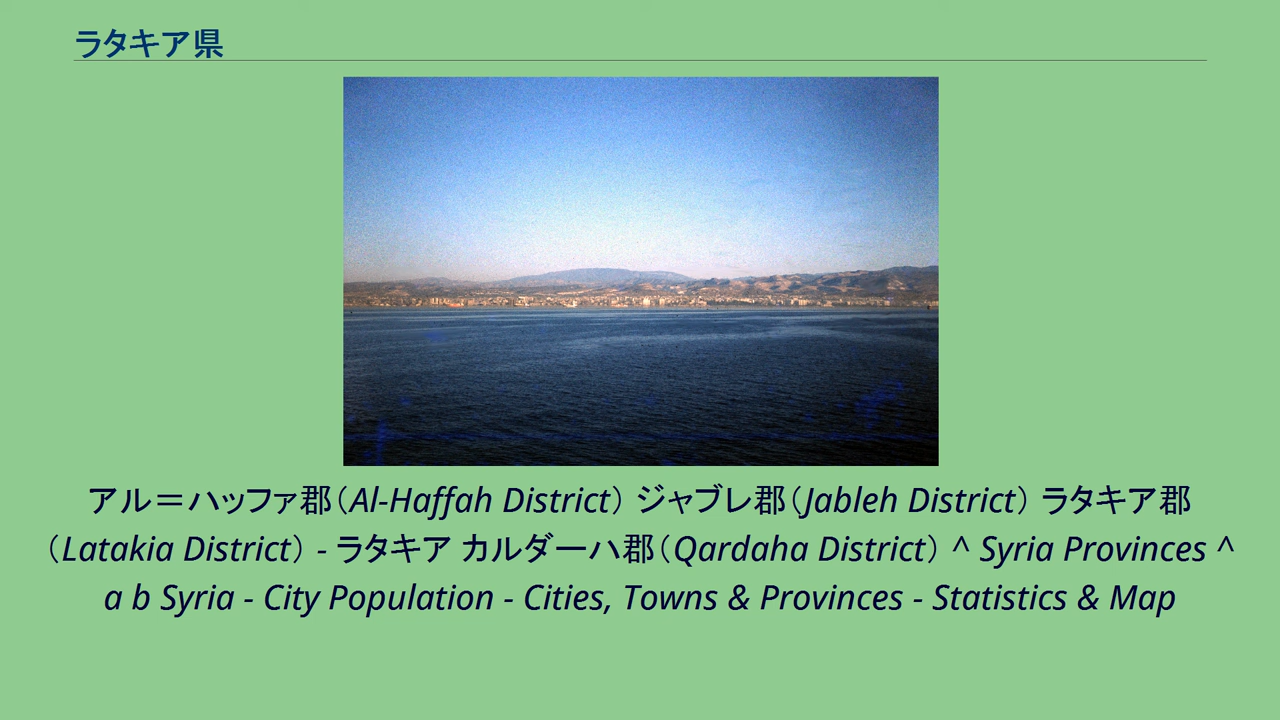 ラタキア県
アル＝ハッファ郡（Al-Haffah District） ジャブレ郡（Jableh District） ラタキア郡
（Latakia District） - ラタキア カルダーハ郡（Qardaha District） ^ Syria Provinces ^
a b Syria - City Population - Cities, Towns & Provinces - Statistics & Map